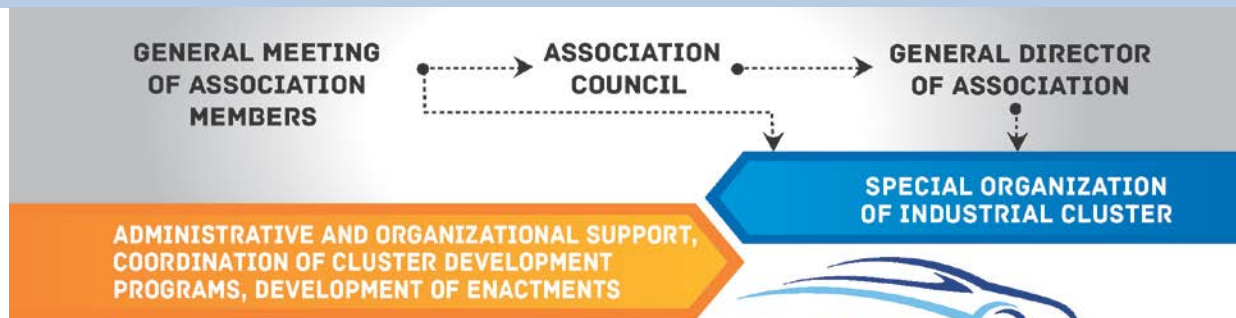 GENERAL MEETING
OF ASSOCIATION
MEMBERS
ASSOCIATION
COUNCIL
GENERAL DIRECTOR
OF ASSOCIATION
SPECIAL ORGANIZATION
OF INDUSTRIAL CLUSTER
ADMINISTRATIVE AND ORGANIZATIONAL SUPPORT,
COORDINATION OF CLUSTER DEVELOPMENT
PROGRAMS, DEVELOPMENT OF ENACTMENTS